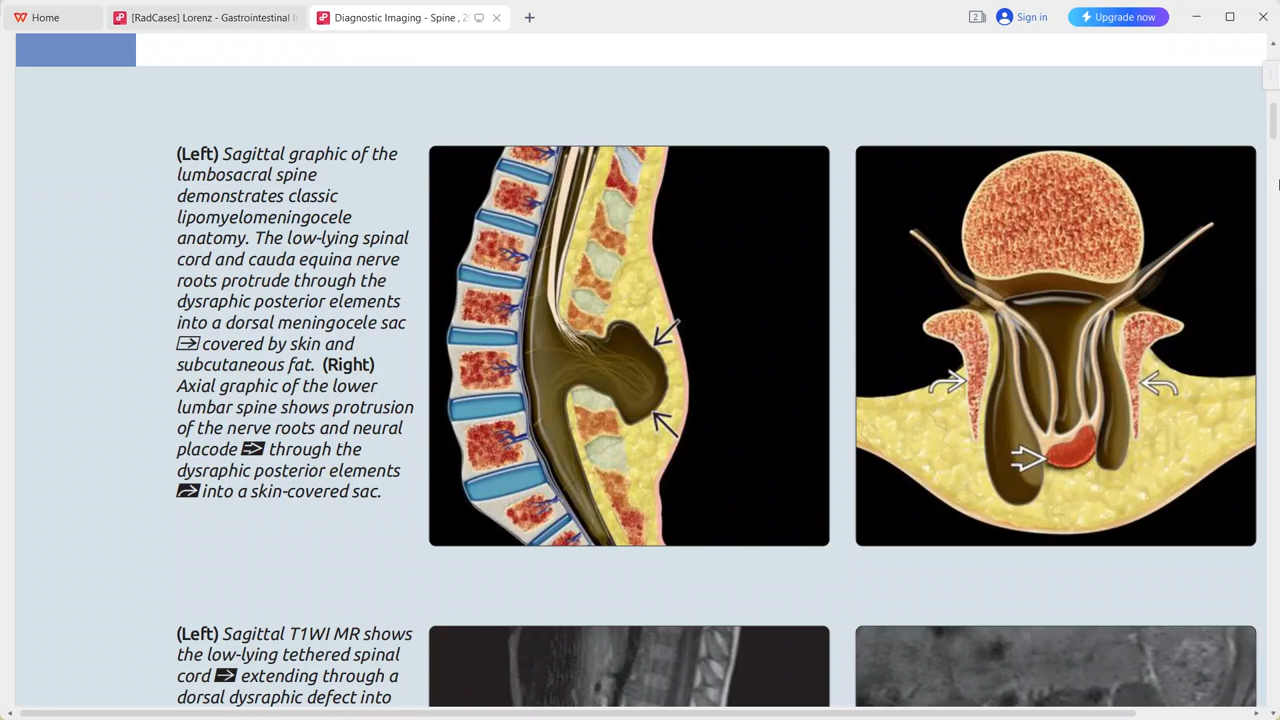 Home
[RadCases] Lorenz - Gastrointestinal
Diagnostic Imaging - Spine , 2
2
Sign in
Upgrade now
(Left) Sagittal graphic of the
lumbosacral spine
demonstrates classic
lipomyelomeningocele
anatomy. The low-lying spinal
cord and cauda equina nerve
roots protrude through the
dysraphic posterior elements
into a dorsal meningocele sac
covered by skin and
subcutaneous fat. (Right)
Axial graphic of the lower
lumbar spine shows protrusion
of the nerve roots and neural
placode through the
dysraphic posterior elements
into a skin-covered sac.
(Left) Sagittal T1WI MR shows
the low-lying tethered spinal
cord extending through a
dorsal dysraphic defect into